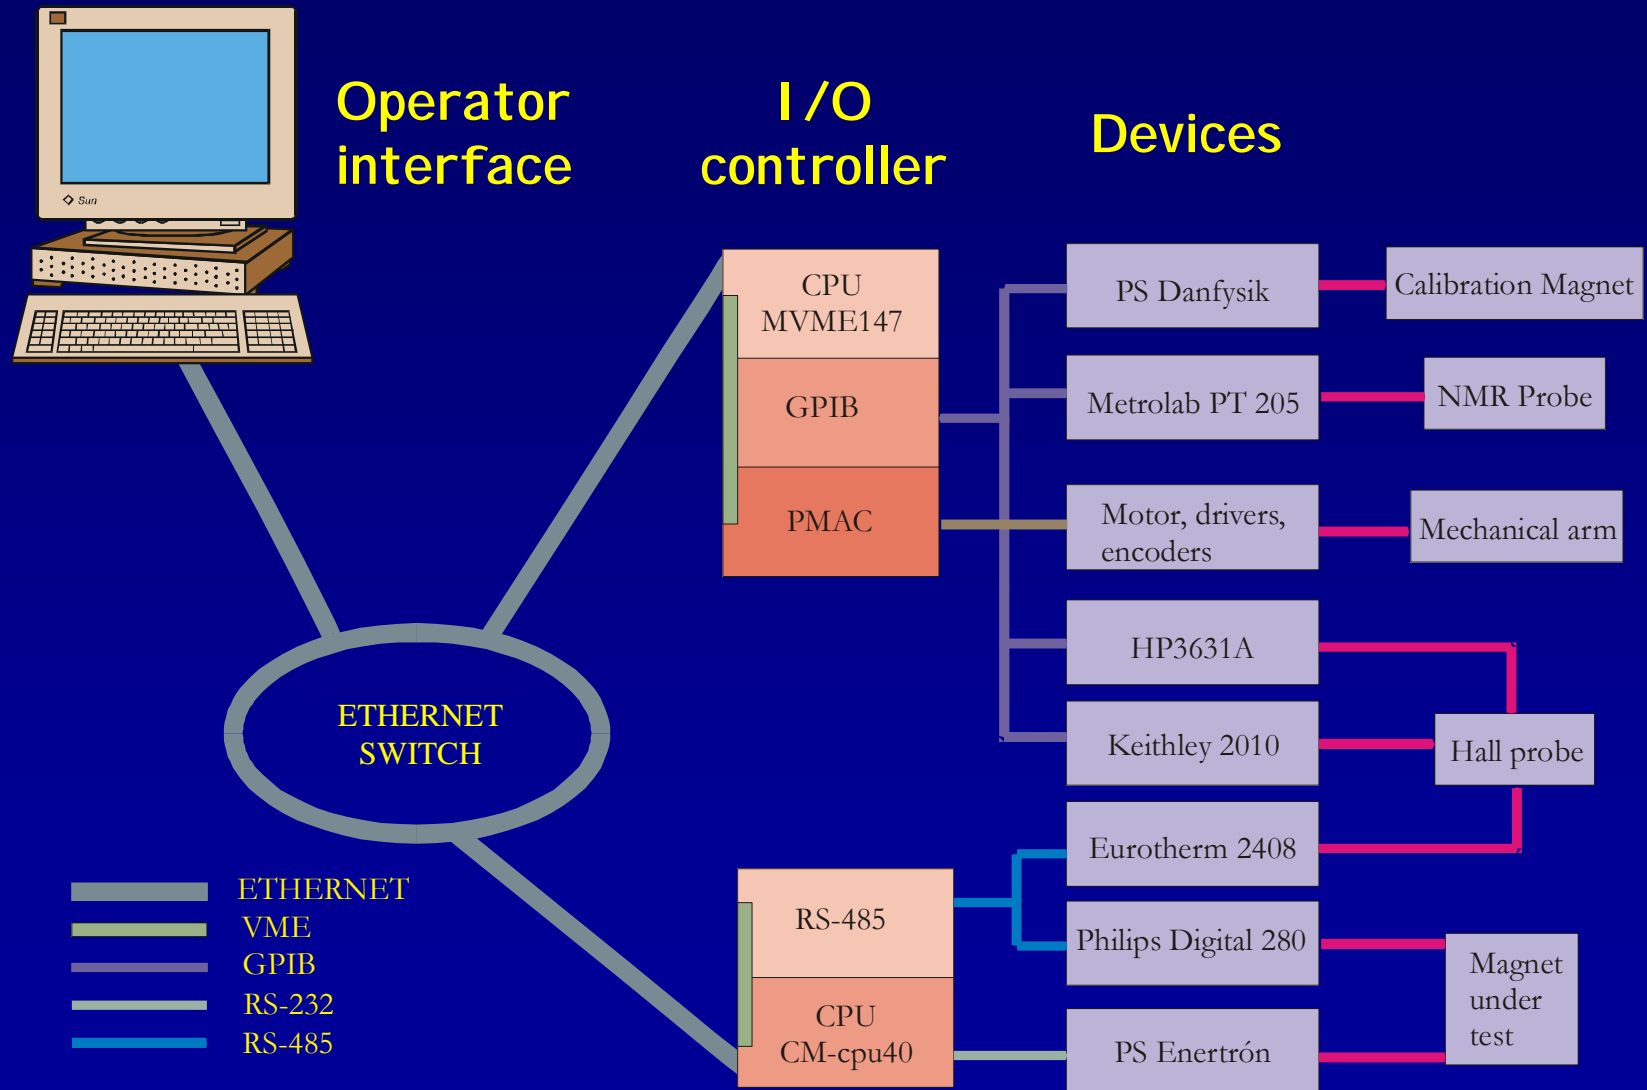 Operator
interface
I/O
controller
Devices
Sun
CPU
MVME147
GPIB
PMAC
PS Danfysik
Calibration Magnet
Metrolab PT 205
NMR Probe
Motor, drivers,
encoders
Mechanical arm
HP3631A
Keithley 2010
Hall probe
Eurotherm 2408
Philips Digital 280
PS Enertrón
Magnet
under
test
ETHERNET
SWITCH
RS-485
CPU
CM-cpu40
ETHERNET
VME
GPIB
RS-232
RS-485